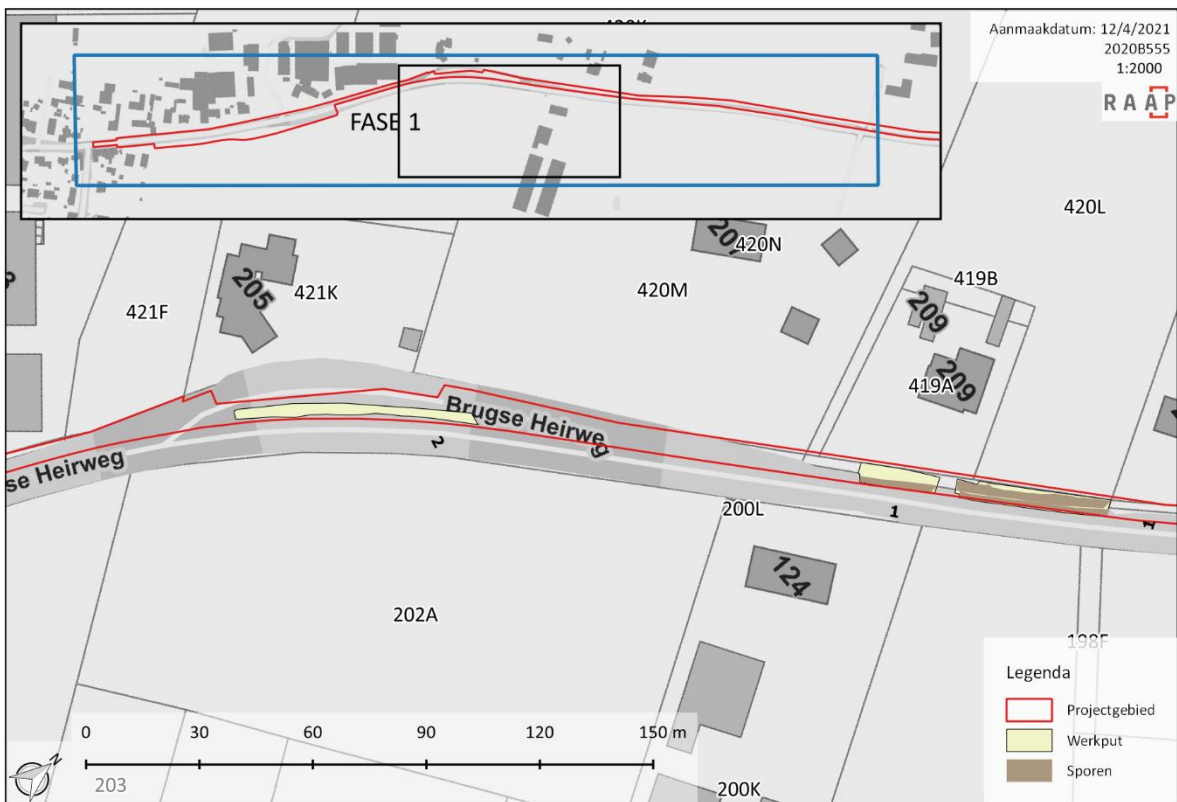 Aanmaakdatum: 12/4/2021
2020B555
1:2000
RAAP
FASE 1
420L
420N
419B
205
421K
420M
421F
209
209
419A
Brugse Heirweg
se Heirweg
2
1
200L
124
202A
198F
Legenda
Projectgebied
Werkput
Sporen
0 30 60 90 120 150 m
N
203
200K